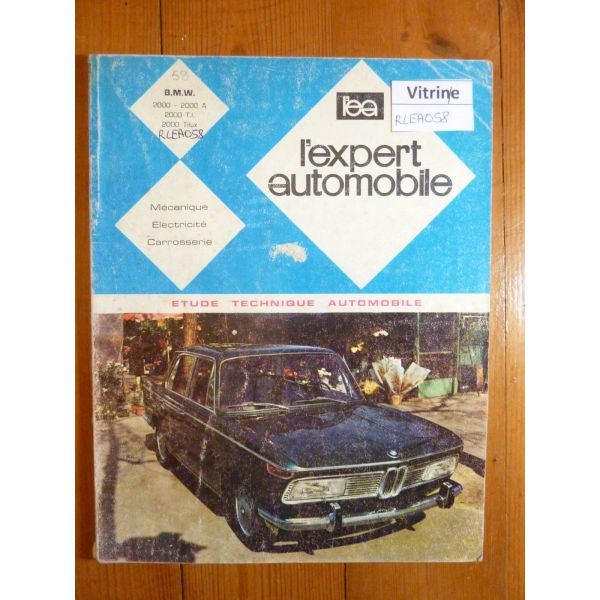 58
B.M.W.
2000 - 2000 A
2000 T.I.
2000 Tilux
RLEA058
Mécanique
Electricité
Carrosserie
l'ea
Vitrine
RLEA058
l'expert
automobile
ETUDE TECHNIQUE AUTOMOBILE